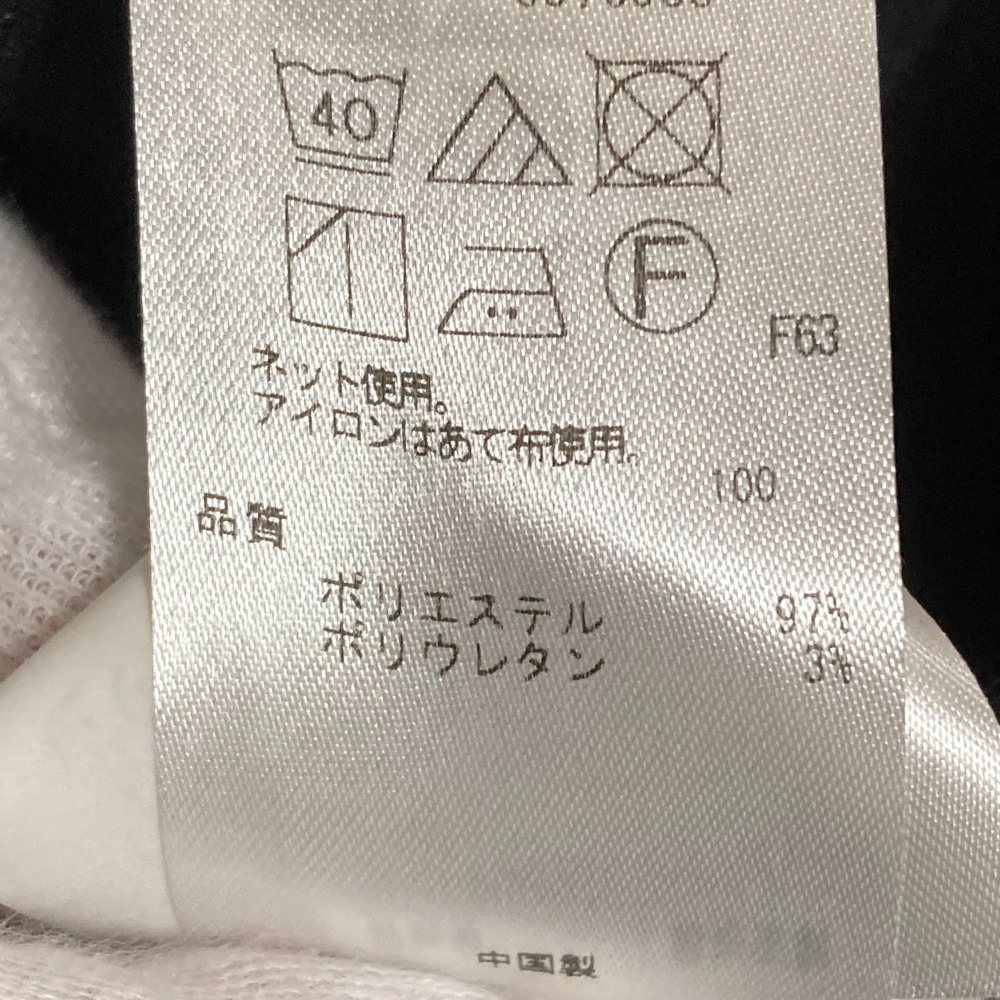 40
F
F63
ネット使用。
アイロンはあて布使用。
100
品質
ポリエステル 97%
ポリウレタン 3%
中国製